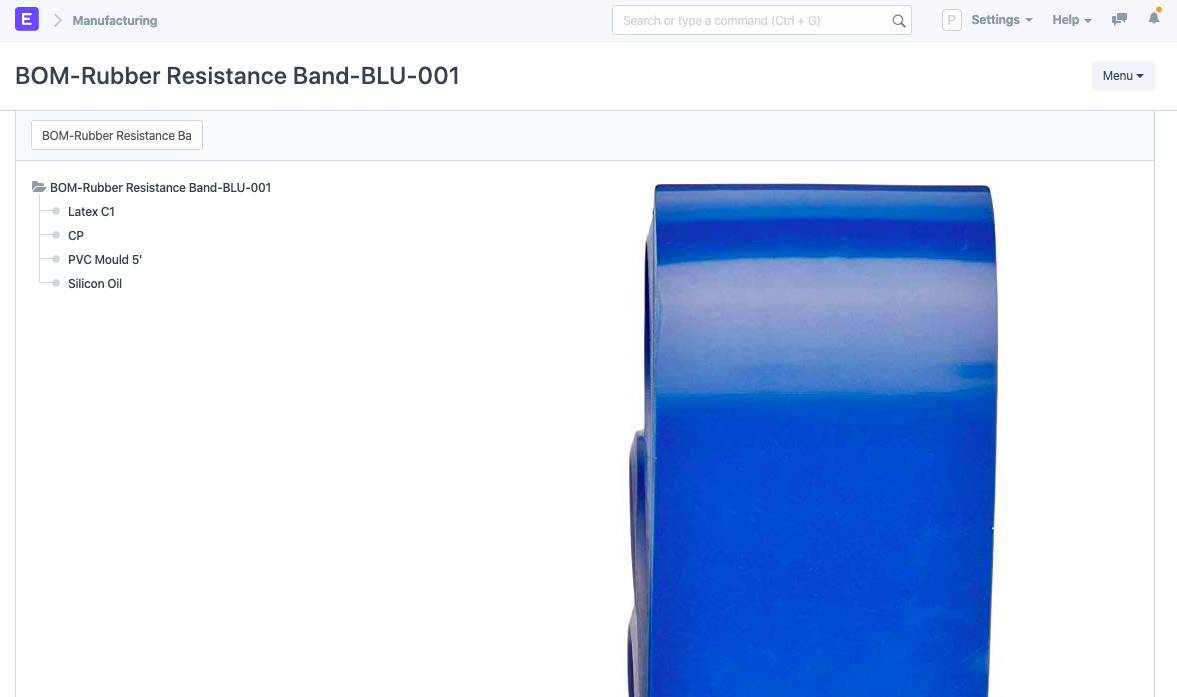 E
Manufacturing
Search or type a command (Ctrl + G)
P
Settings
Help
BOM-Rubber Resistance Band-BLU-001
Menu
BOM-Rubber Resistance Ba
BOM-Rubber Resistance Band-BLU-001
Latex C1
CP
PVC Mould 5'
Silicon Oil